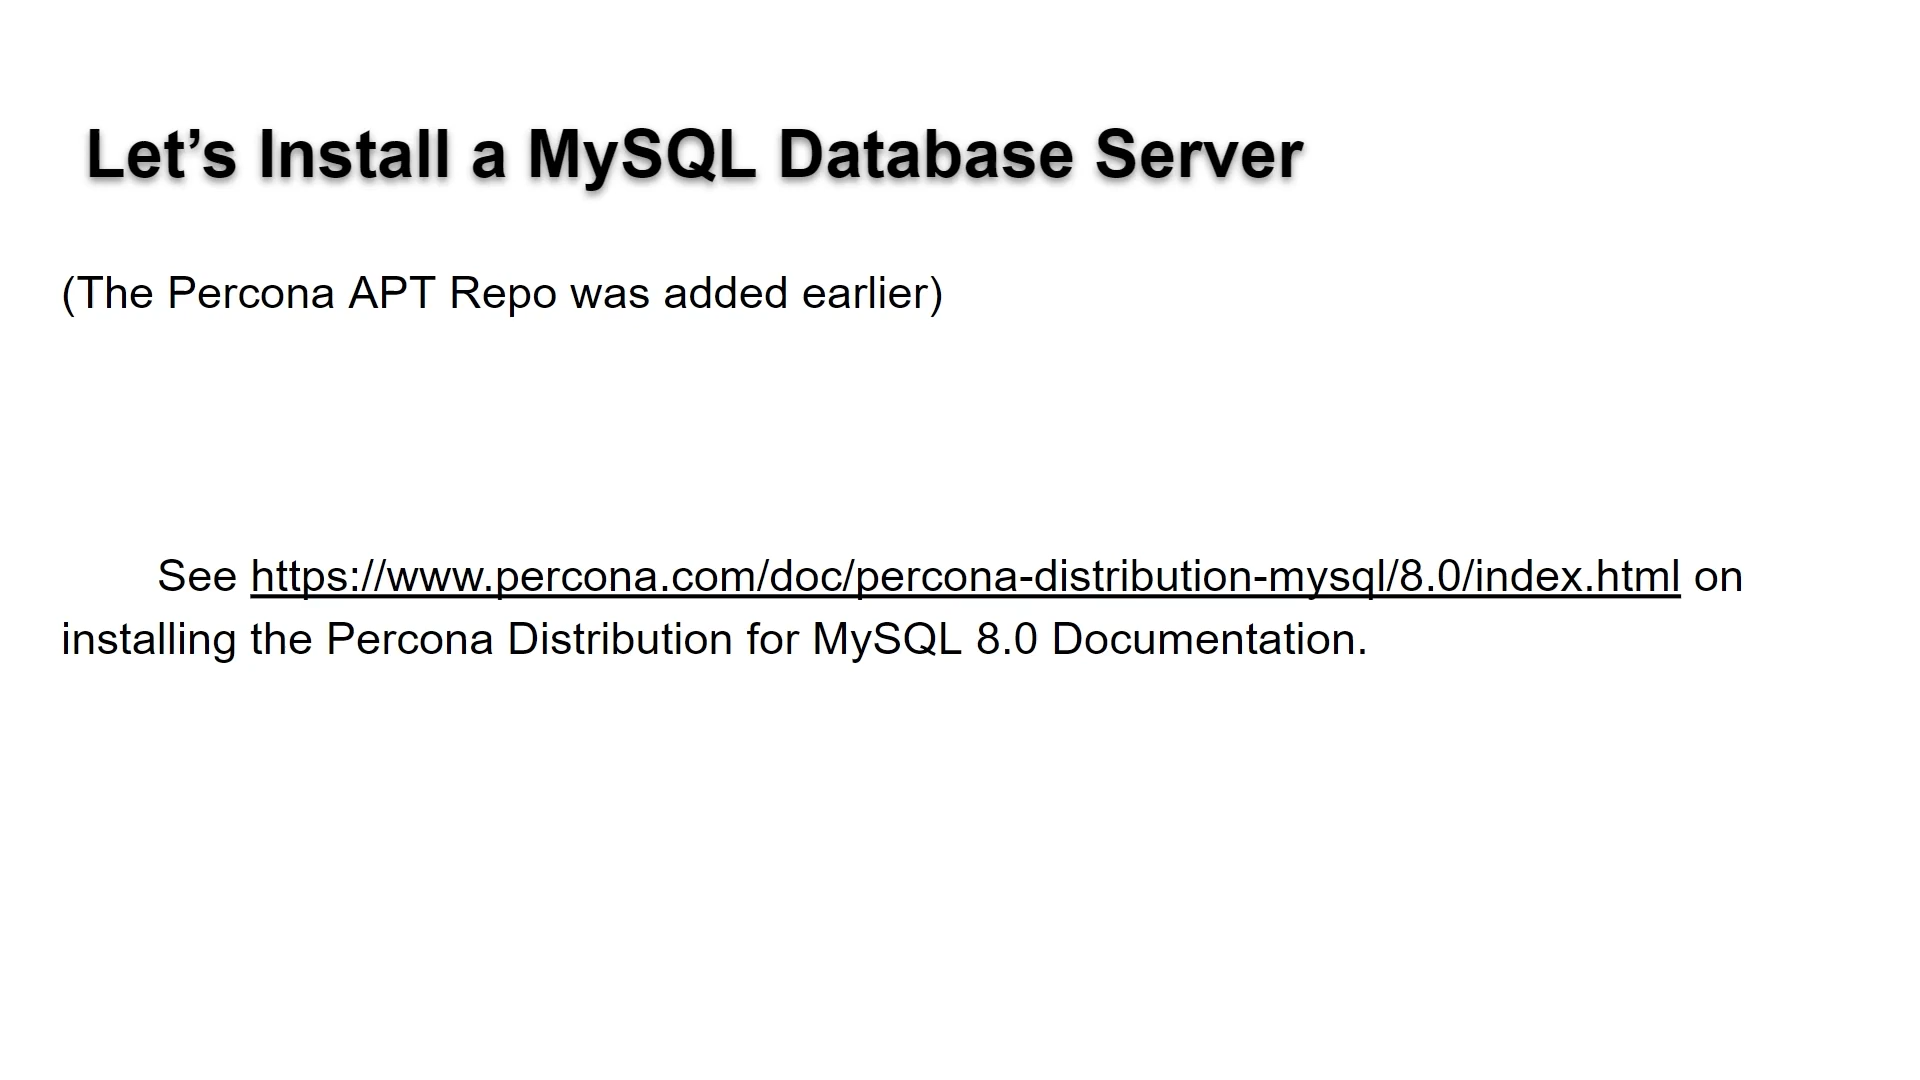 Let’s Install a MySQL Database Server
(The Percona APT Repo was added earlier)
See https://www.percona.com/doc/percona-distribution-mysql/8.0/index.html on
installing the Percona Distribution for MySQL 8.0 Documentation.